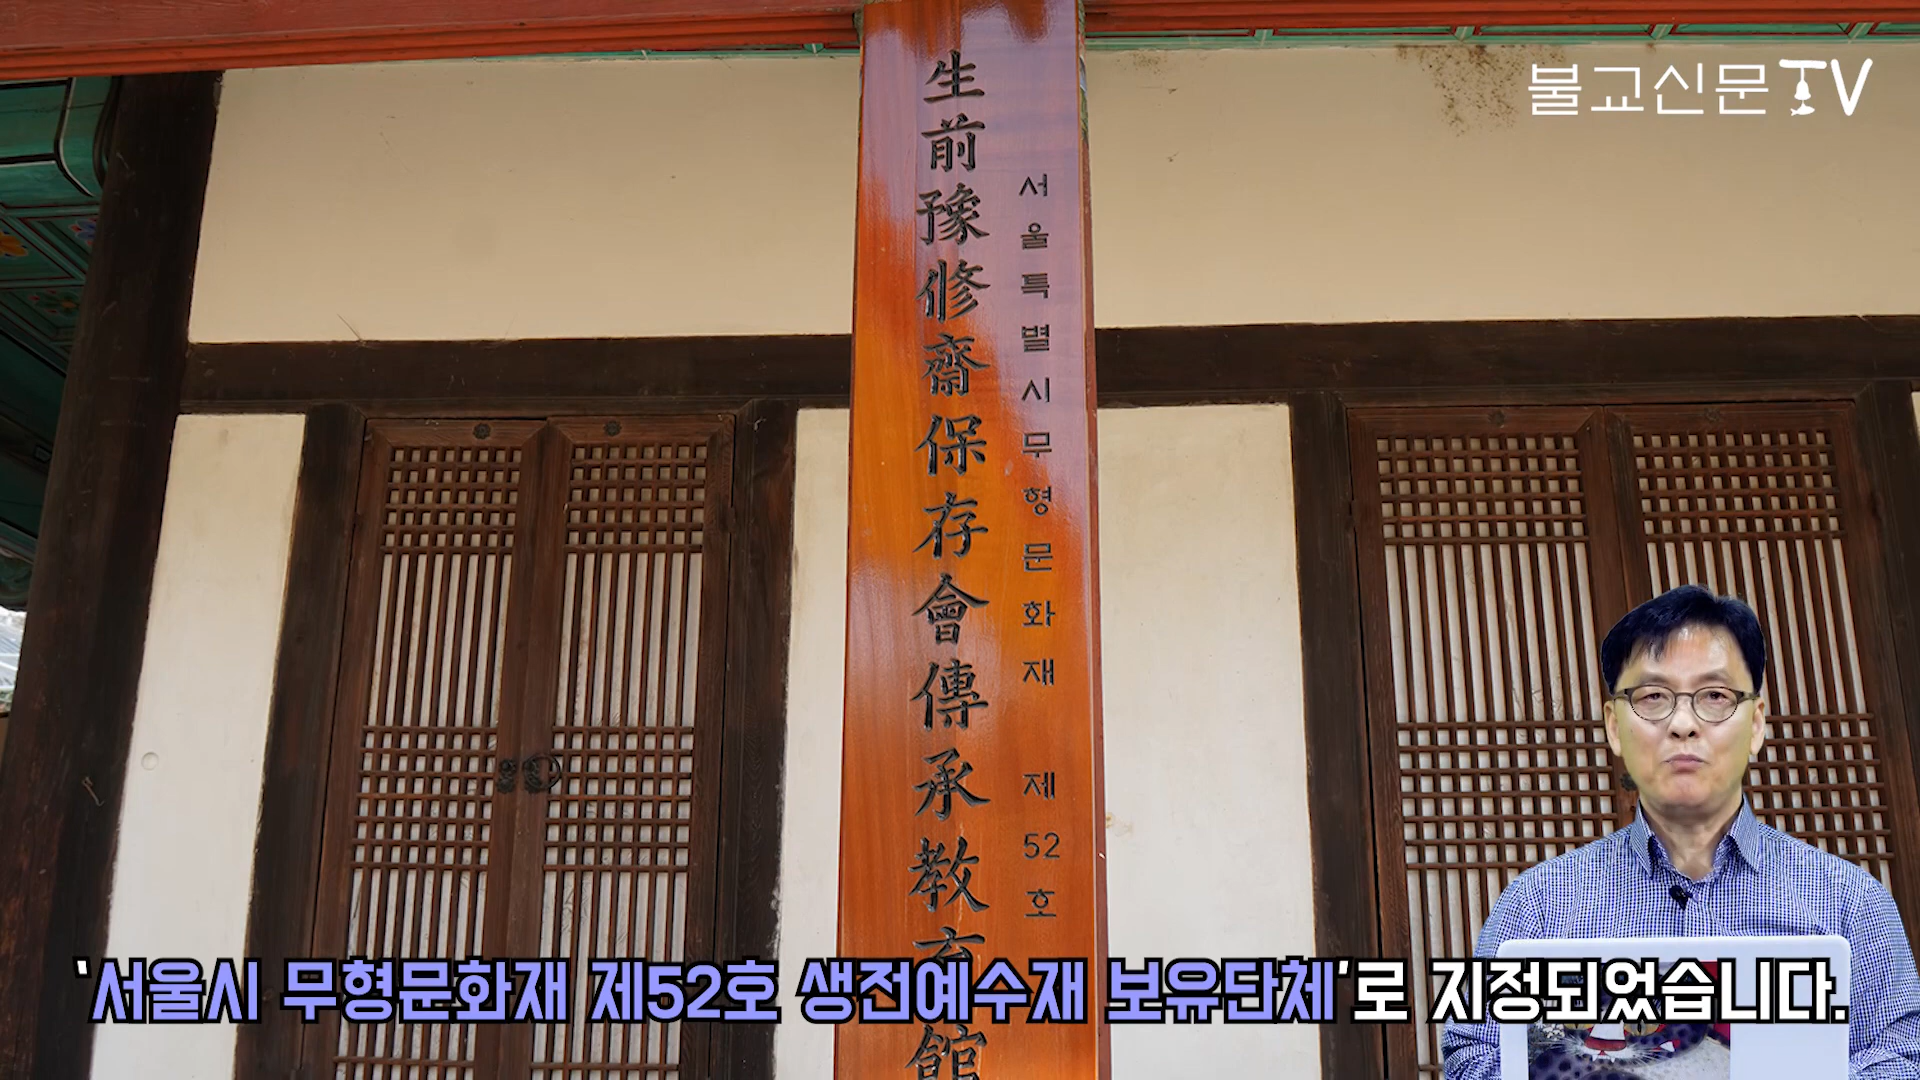 불교신문TV
生前豫修齋保存會傳承教育館
서울특별시무형문화재 제52호
'서울시 무형문화재 제52호 생전예수재 보유단체'로 지정되었습니다.